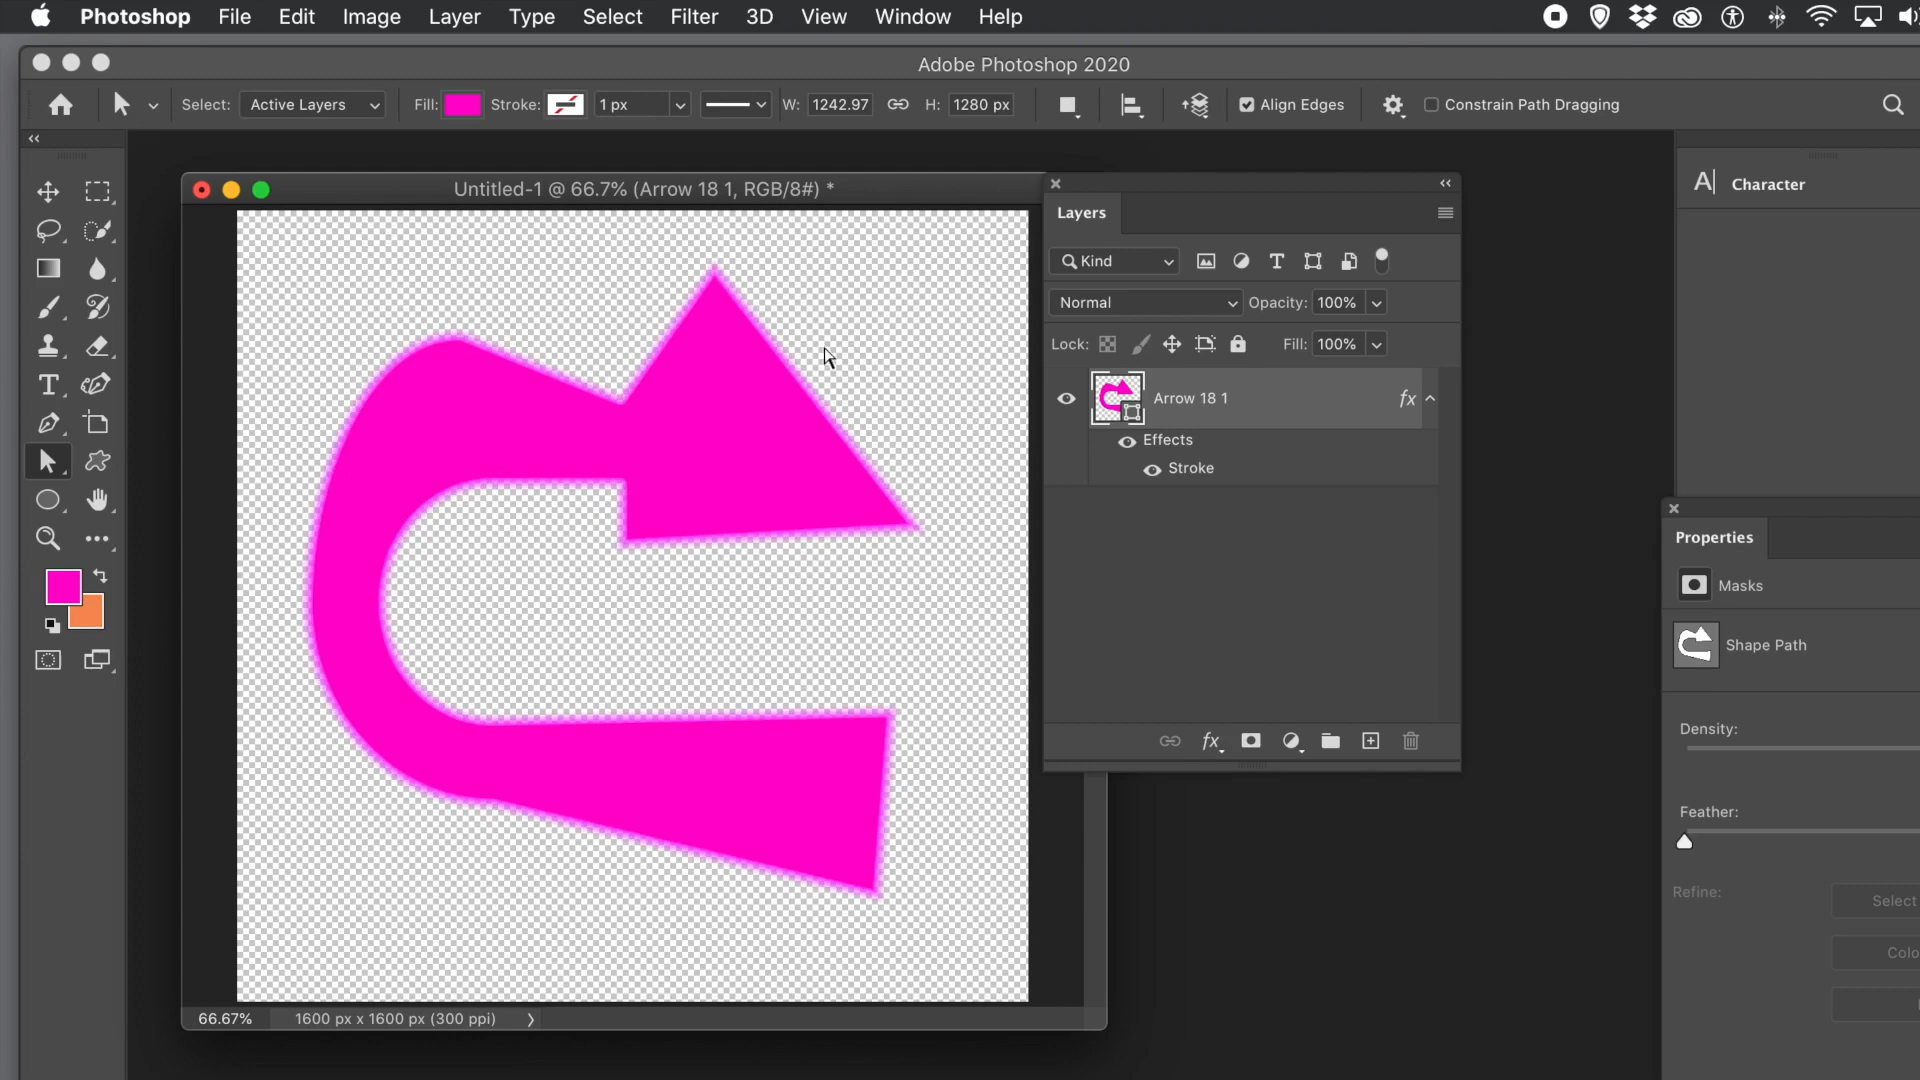 Photoshop File Edit Image Layer Type Select Filter 3D View Window Help
Adobe Photoshop 2020
Select: Active Layers Fill: Stroke: 1 px W: 1242.97 H: 1280 px Align Edges Constrain Path Dragging
Untitled-1 @ 66.7% (Arrow 18 1, RGB/8#) *
Layers
Kind
Normal Opacity: 100%
Lock: Fill: 100%
Arrow 18 1 fx
Effects
Stroke
fx
66.67% 1600 px x 1600 px (300 ppi)
A Character
Properties
Masks
Shape Path
Density:
Feather:
Refine: Select
Colo